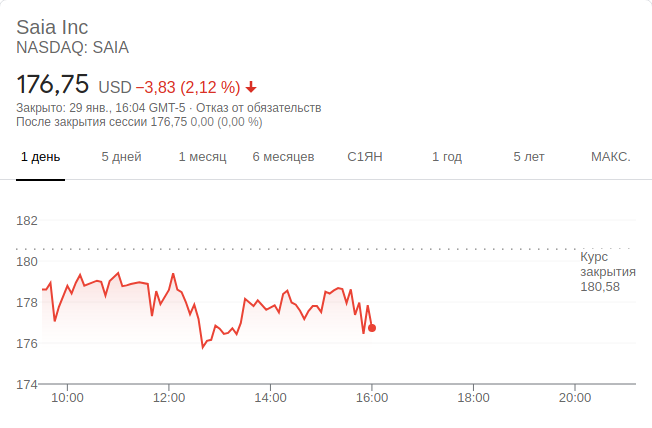 Saia Inc
NASDAQ: SAIA
176,75 USD −3,83 (2,12 %)
Закрыто: 29 янв., 16:04 GMT-5 · Отказ от обязательств
После закрытия сессии 176,75 0,00 (0,00 %)
1 день 5 дней 1 месяц 6 месяцев С1ЯН 1 год 5 лет МАКС.
182
180
178
176
174
Курс
закрытия
180,58
10:00 12:00 14:00 16:00 18:00 20:00